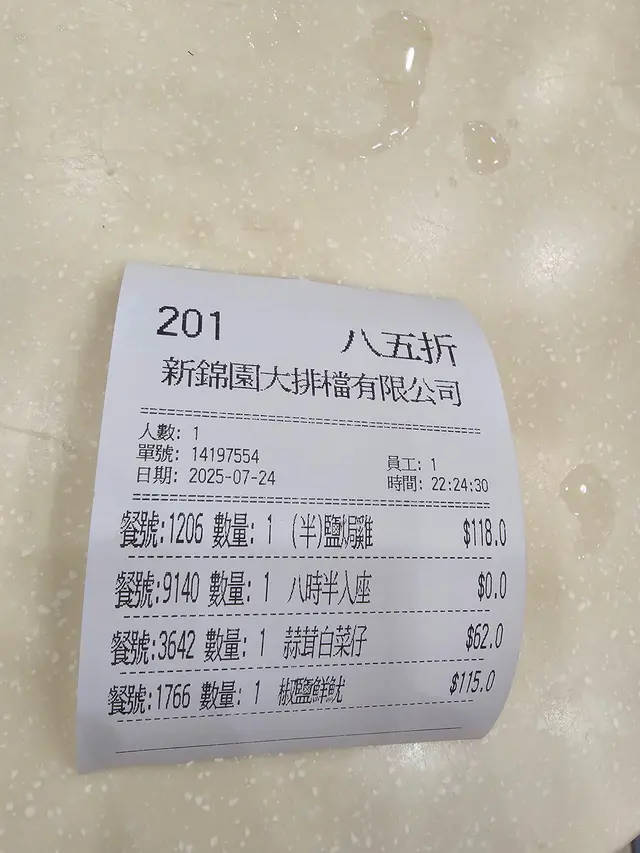 201 八五折
新錦園大排檔有限公司
人數: 1
單號: 14197554 員工: 1
日期: 2025-07-24 時間: 22:24:30
餐號:1206 數量: 1 (半)鹽焗雞 $118.0
餐號:9140 數量: 1 八時半入座 $0.0
餐號:3642 數量: 1 蒜茸白菜仔 $62.0
餐號:1766 數量: 1 椒鹽鮮魷 $115.0